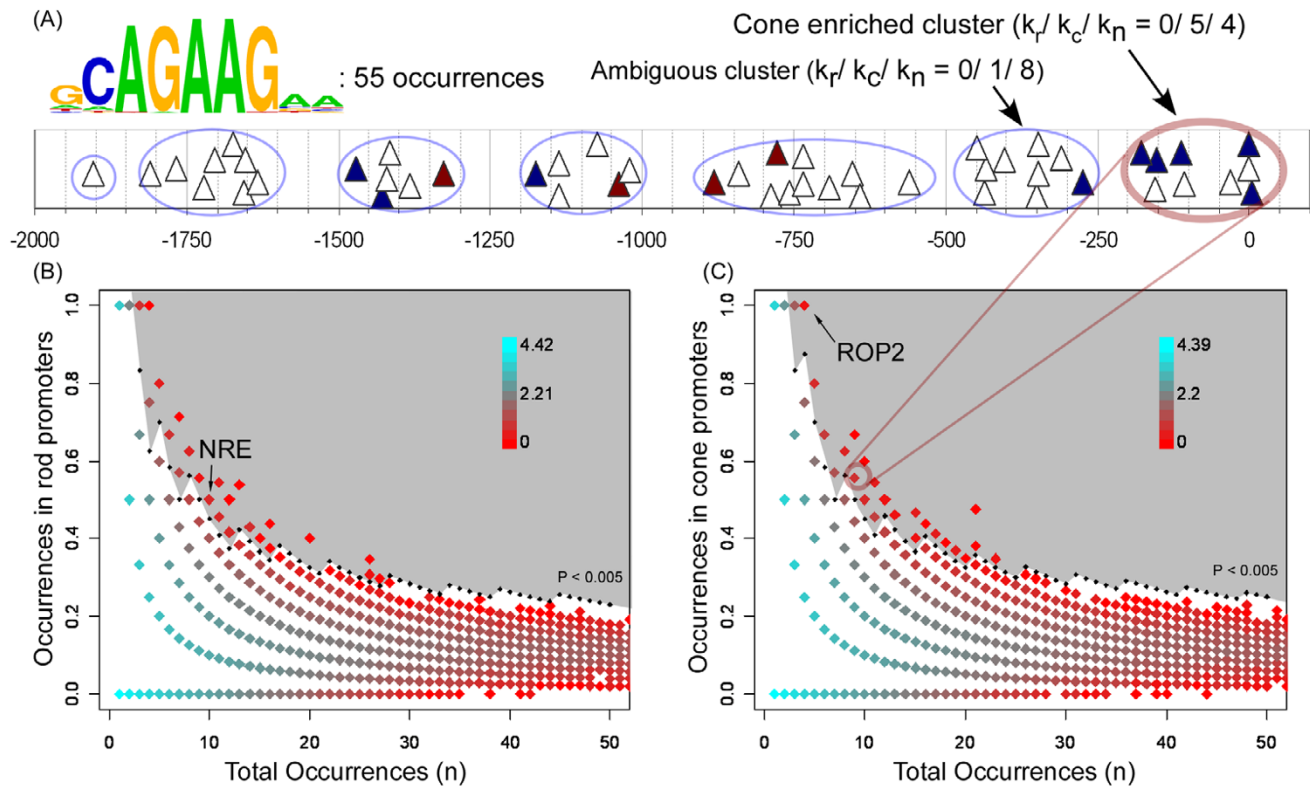 (A)
GCAGAAGAA : 55 occurrences
Cone enriched cluster (kr/ kc/ kn = 0/ 5/ 4)
Ambiguous cluster (kr/ kc/ kn = 0/ 1/ 8)
-2000 -1750 -1500 -1250 -1000 -750 -500 -250 0
(B)
Occurrences in rod promoters
1.0
0.8
0.6
0.4
0.2
0.0
4.42
2.21
0
NRE
P < 0.005
0 10 20 30 40 50
Total Occurrences (n)
(C)
Occurrences in cone promoters
1.0
0.8
0.6
0.4
0.2
0.0
4.39
2.2
0
ROP2
P < 0.005
0 10 20 30 40 50
Total Occurrences (n)